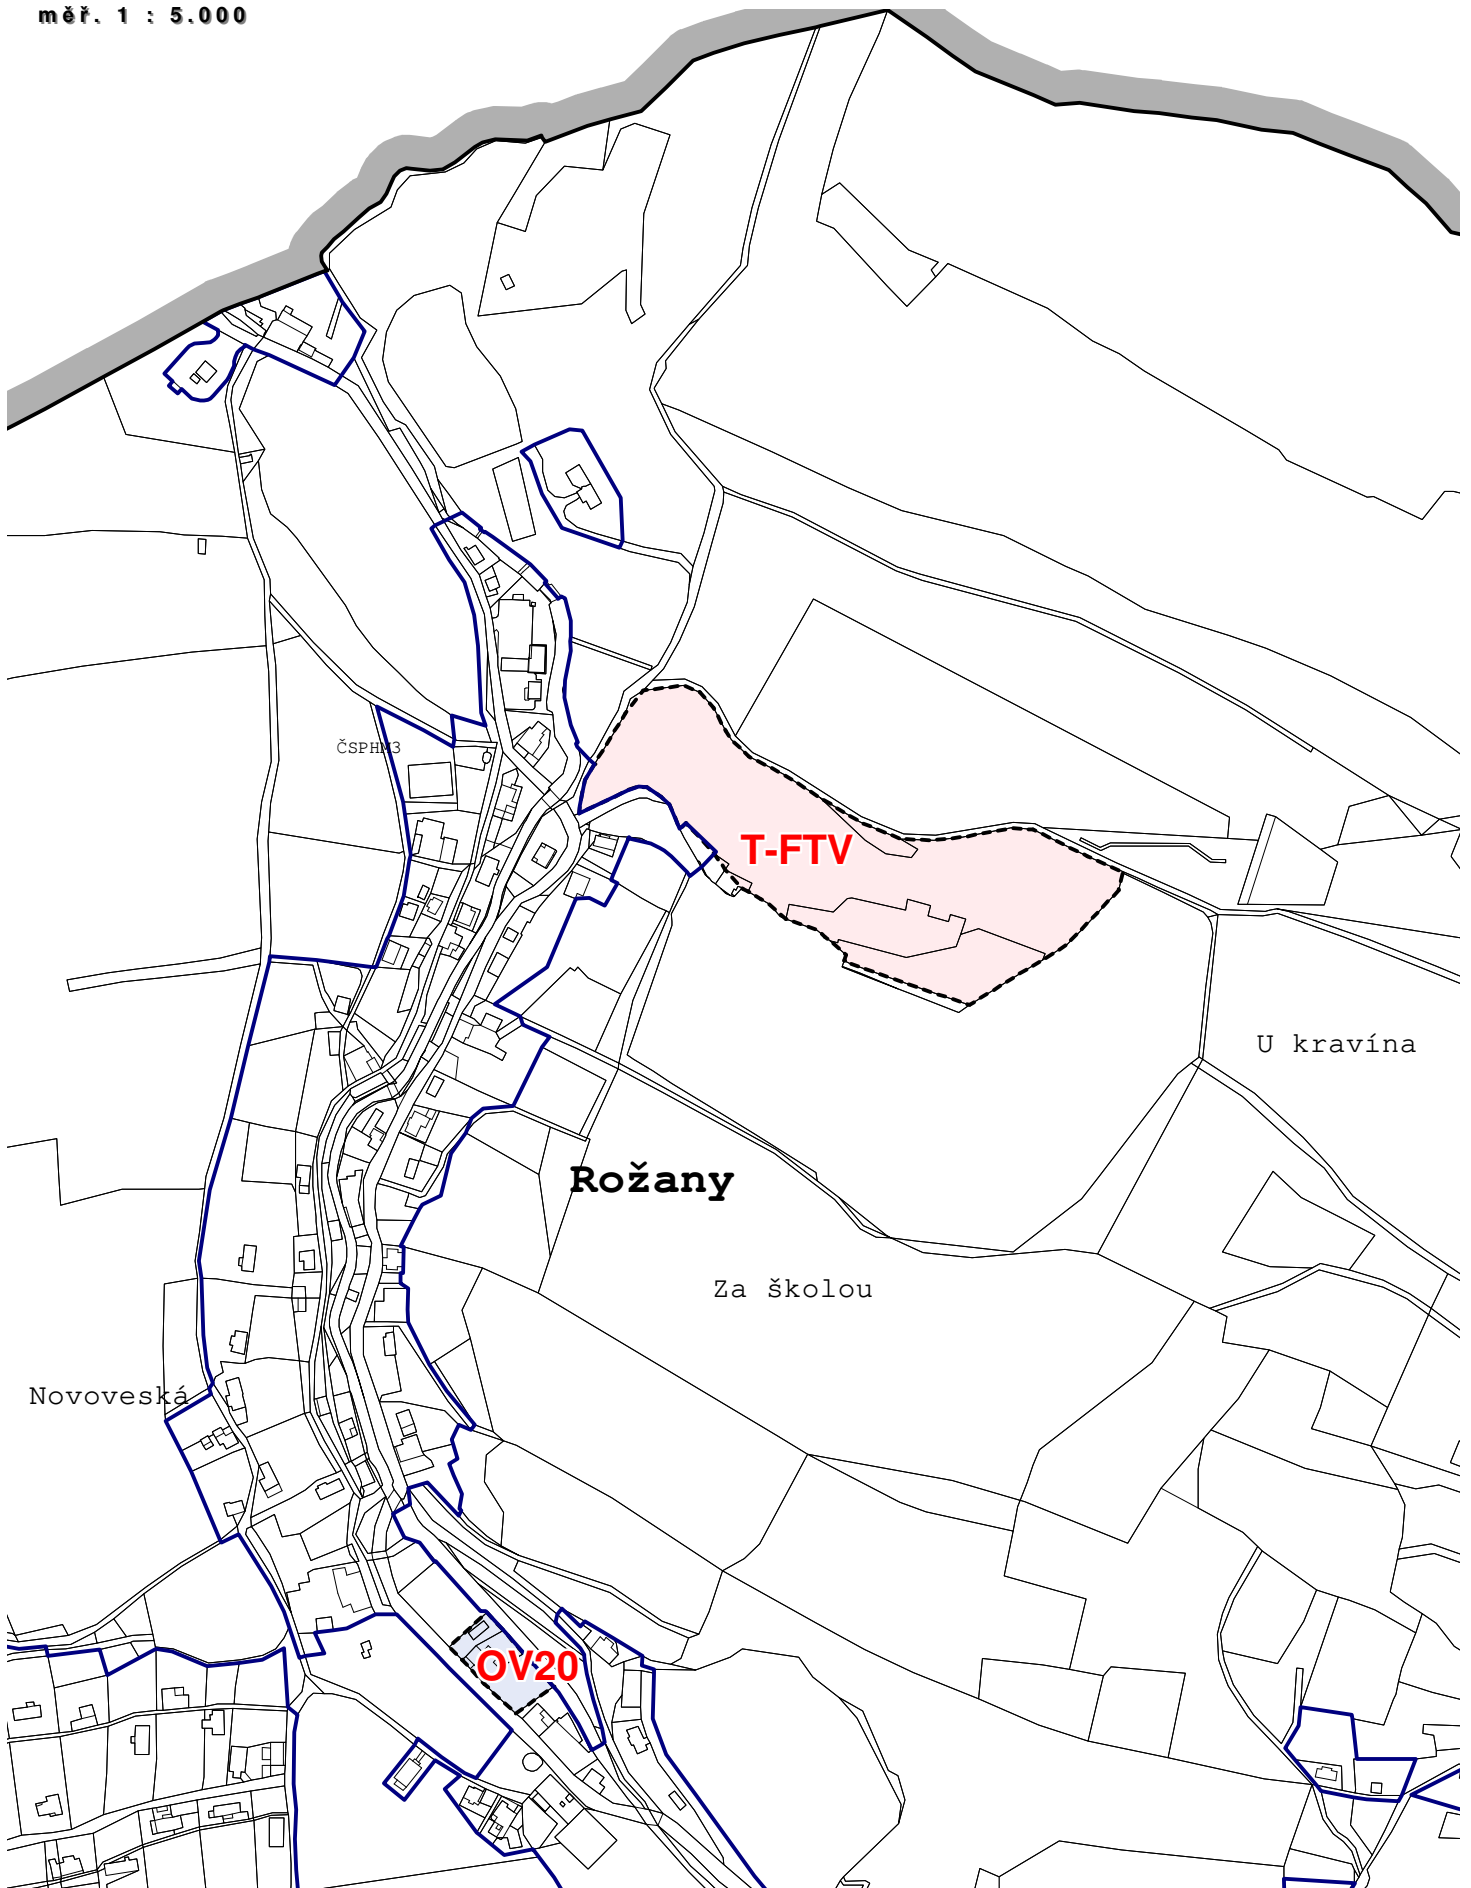 měř. 1 : 5.000
ČSPHM3
T-FTV
U kravína
Rožany
Za školou
Novoveská
OV20